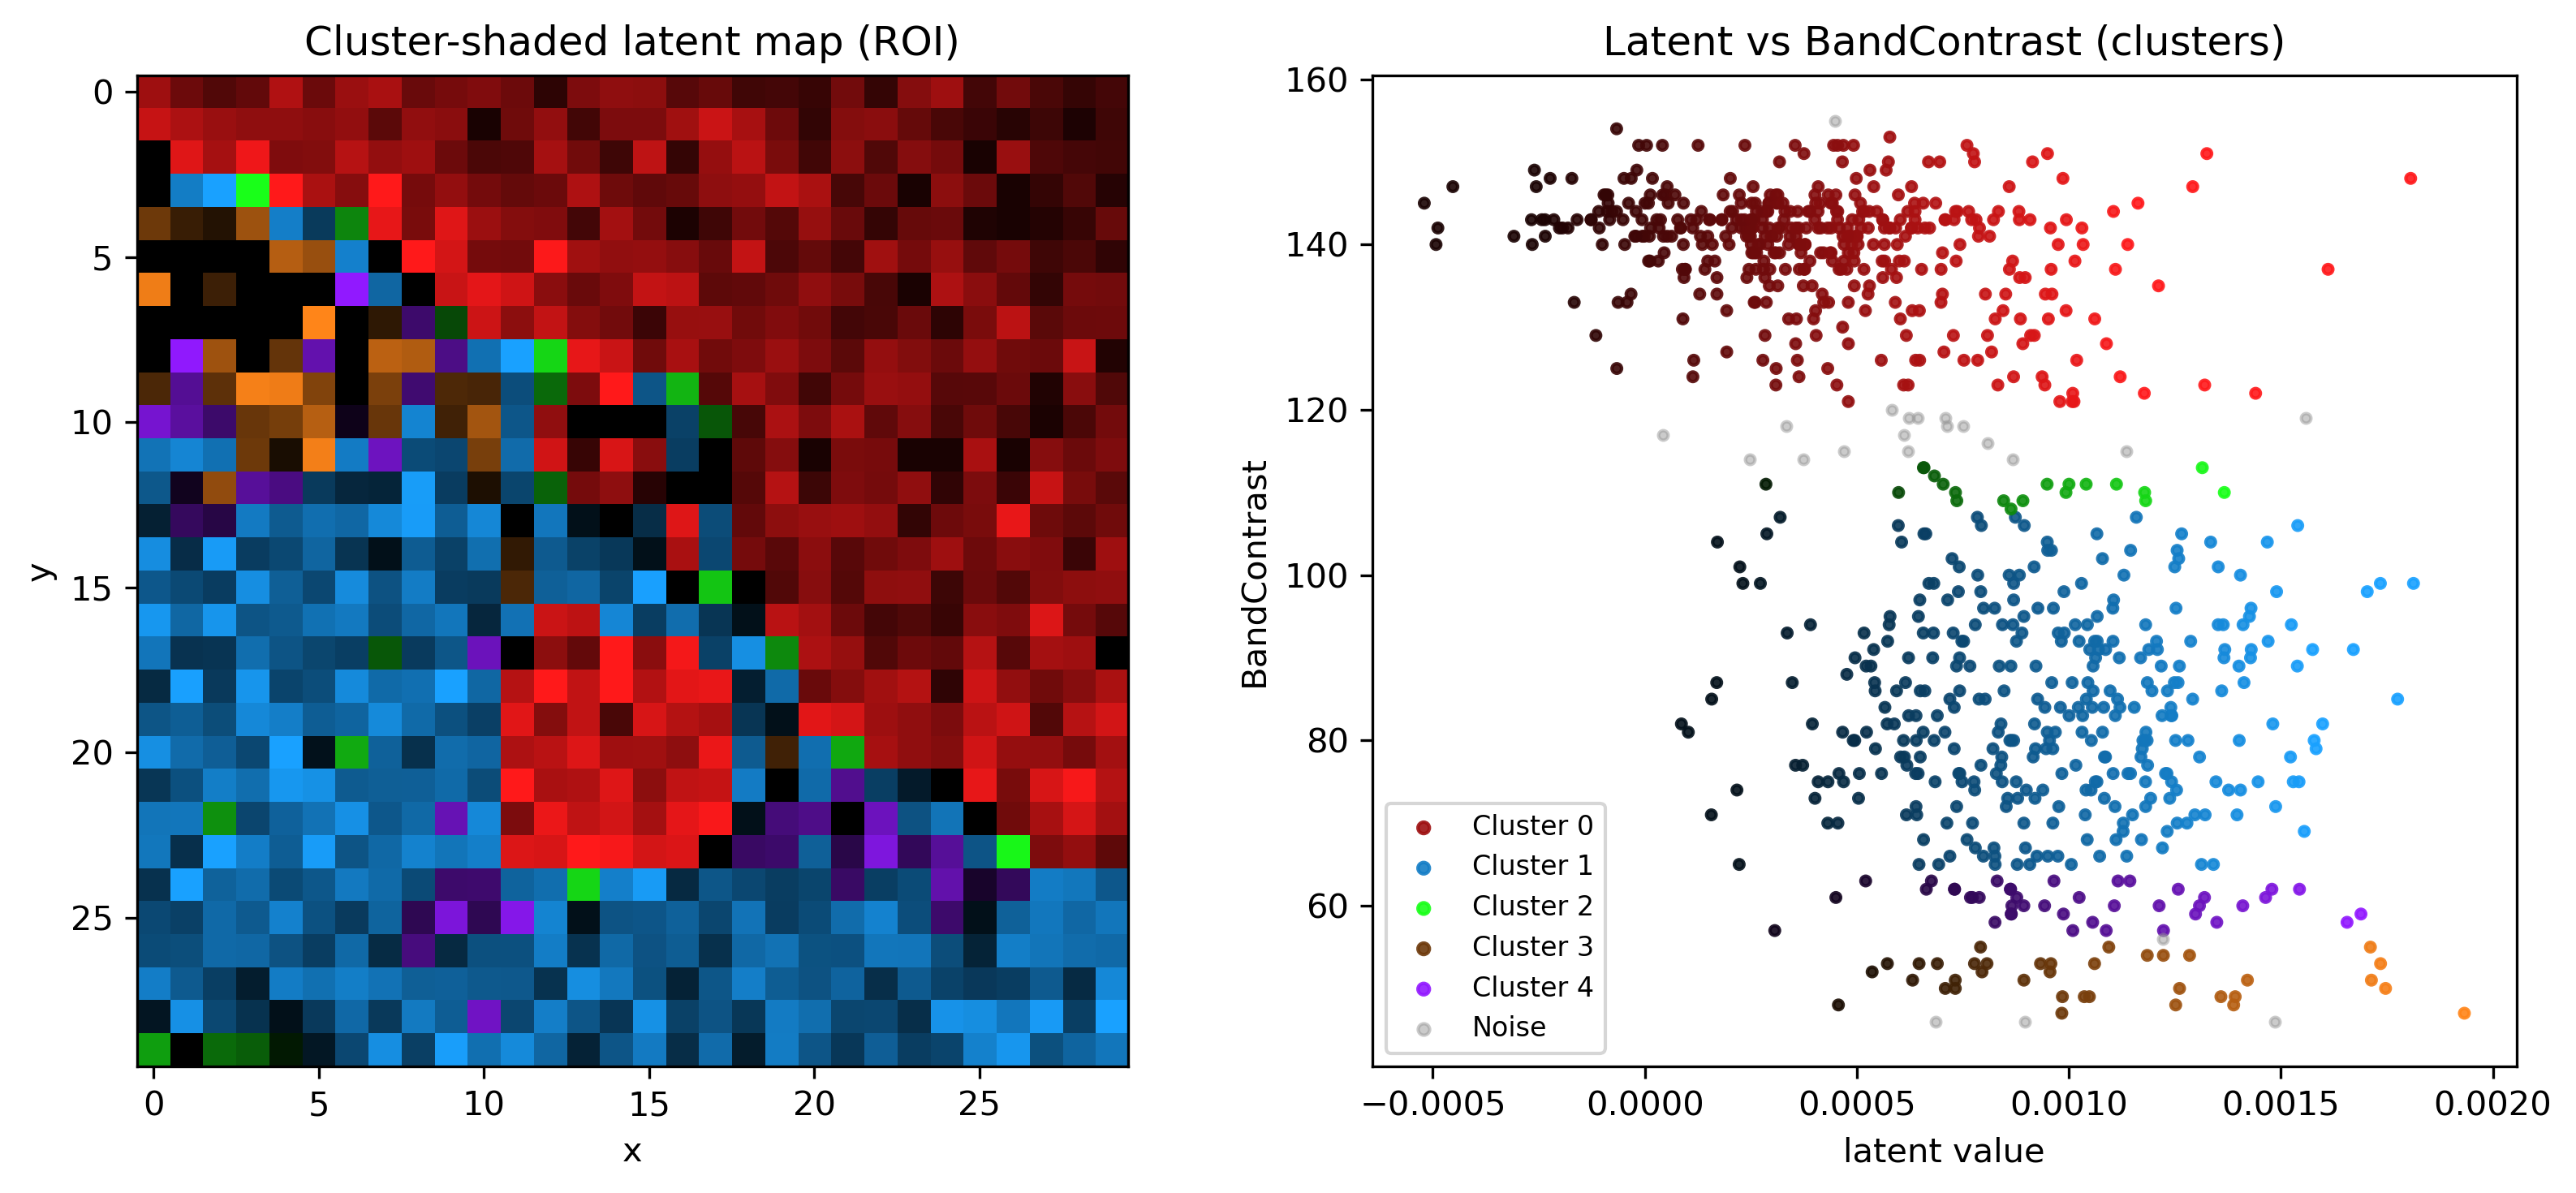 Cluster-shaded latent map (ROI)
0
5
10
15
20
25
y
0 5 10 15 20 25
x
Latent vs BandContrast (clusters)
160
140
120
100
80
60
BandContrast
Cluster 0
Cluster 1
Cluster 2
Cluster 3
Cluster 4
Noise
−0.0005 0.0000 0.0005 0.0010 0.0015 0.0020
latent value